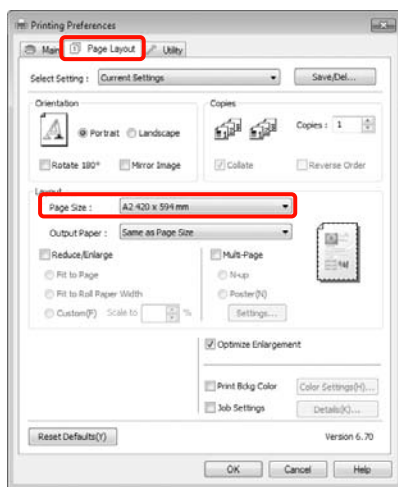 Printing Preferences
Main Page Layout Utility
Select Setting : Current Settings Save/Del...
Orientation Copies
A Portrait Landscape Copies : 1
Rotate 180° Mirror Image Collate Reverse Order
Layout
Page Size : A2 420 x 594 mm
Output Paper : Same as Page Size
Reduce/Enlarge Multi-Page
Fit to Page N-up
Fit to Roll Paper Width Poster(N)
Custom(P) Scale to % Settings...
Optimize Enlargement
Print Bckg Color Color Settings(H)...
Job Settings Details(K)...
Reset Defaults(Y) Version 6.70
OK Cancel Help